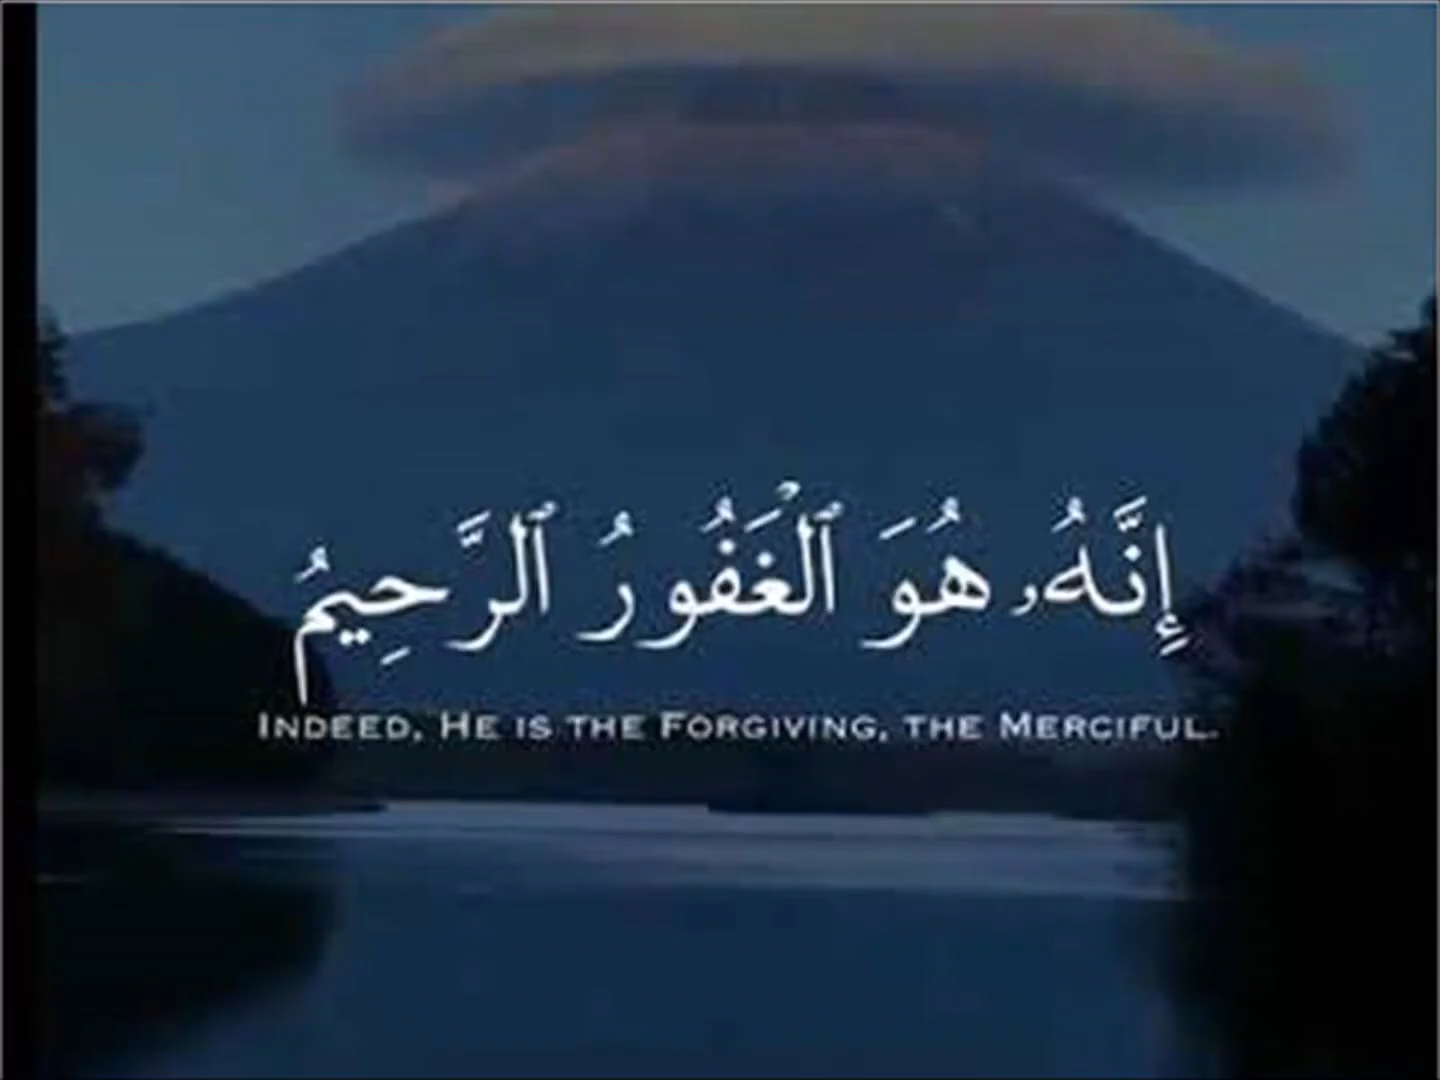 إِنَّهُۥ هُوَ ٱلْغَفُورُ ٱلرَّحِيمُ
INDEED, HE IS THE FORGIVING, THE MERCIFUL.